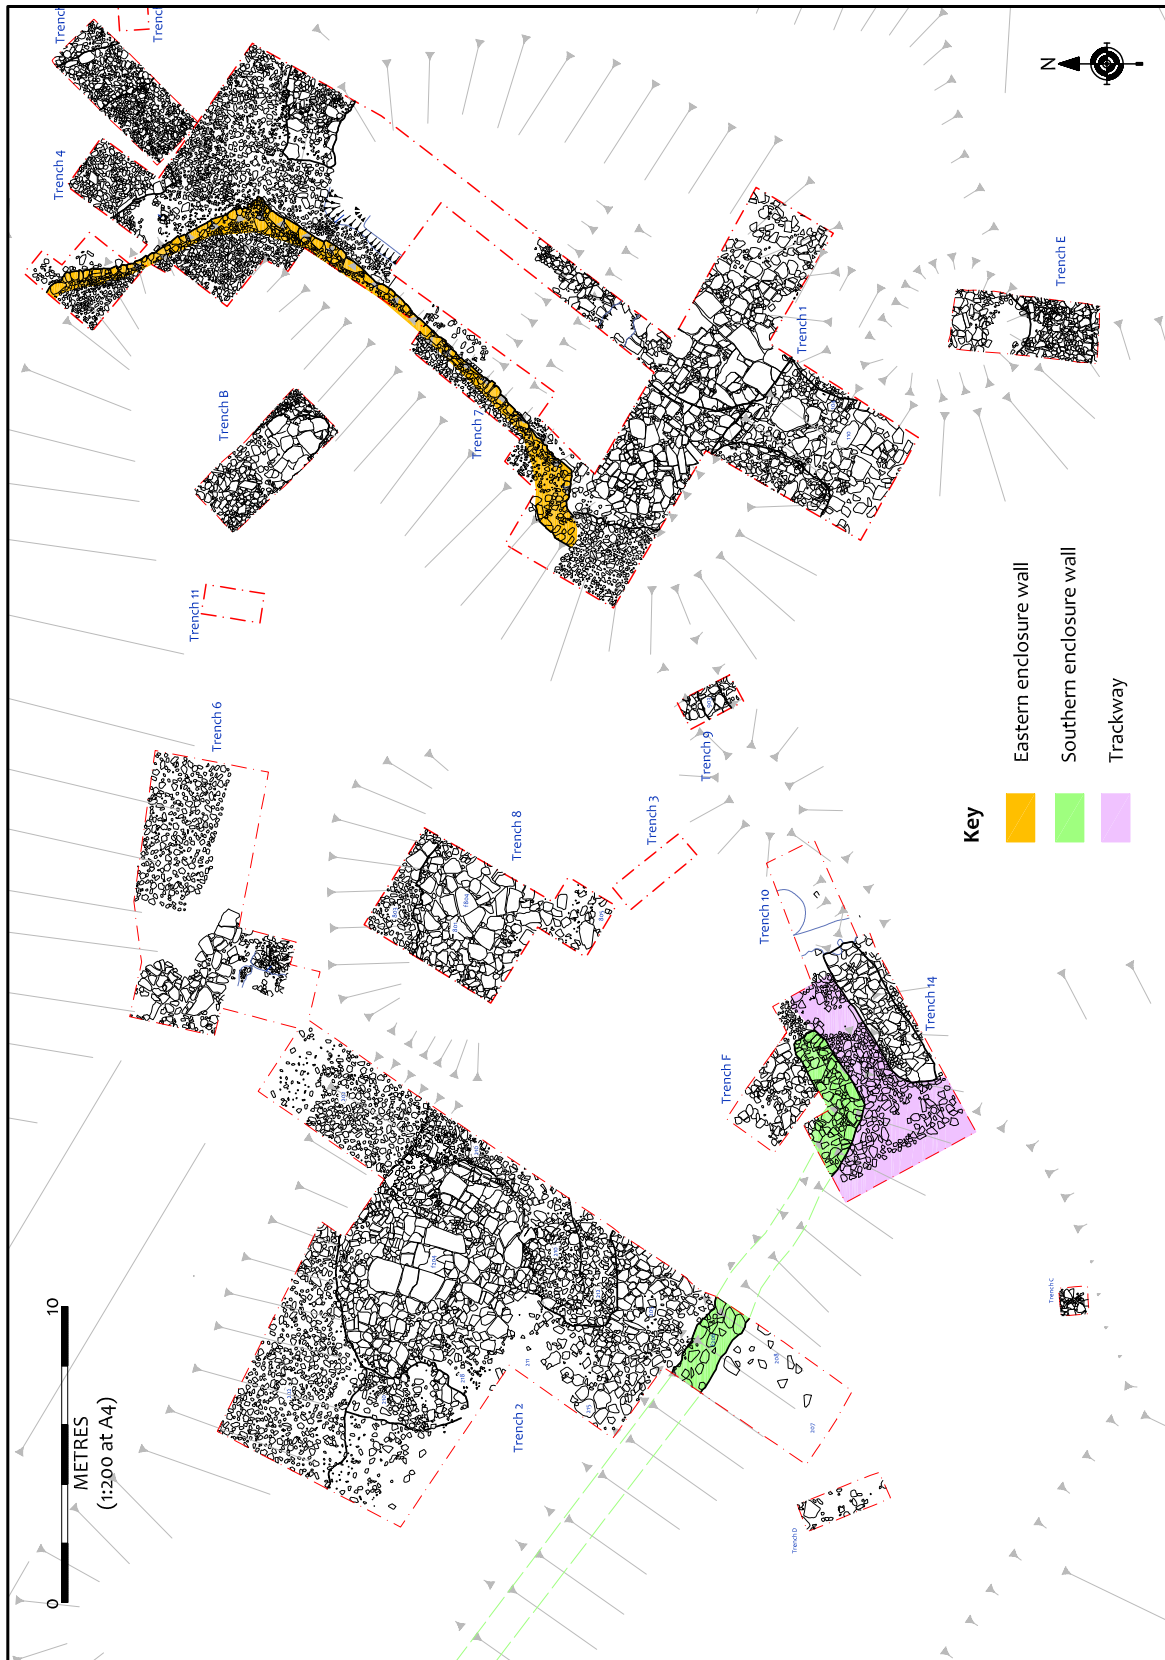 N
Trench
Trench
Trench 4
Trench B
Trench 7
Trench 1
Trench E
Trench 11
Trench 6
Trench 8
Trench 9
Trench 3
Trench 10
Trench 14
Trench F
Trench 2
Trench C
Trench D
211
207
Key
Eastern enclosure wall
Southern enclosure wall
Trackway
0
10
METRES
(1:200 at A4)